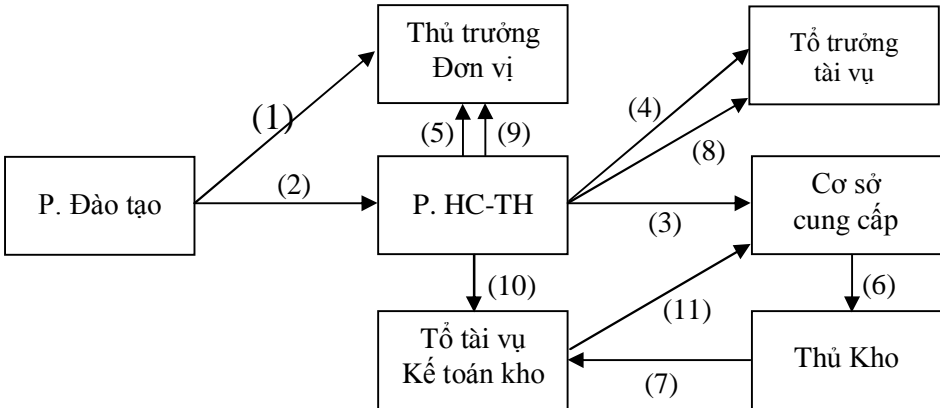 Thủ trưởng
Đơn vị
Tổ trưởng
tài vụ
(1)
(5)
(9)
(4)
(8)
P. Đào tạo
(2)
P. HC-TH
(3)
Cơ sở
cung cấp
(10)
(11)
(6)
Tổ tài vụ
Kế toán kho
(7)
Thủ Kho